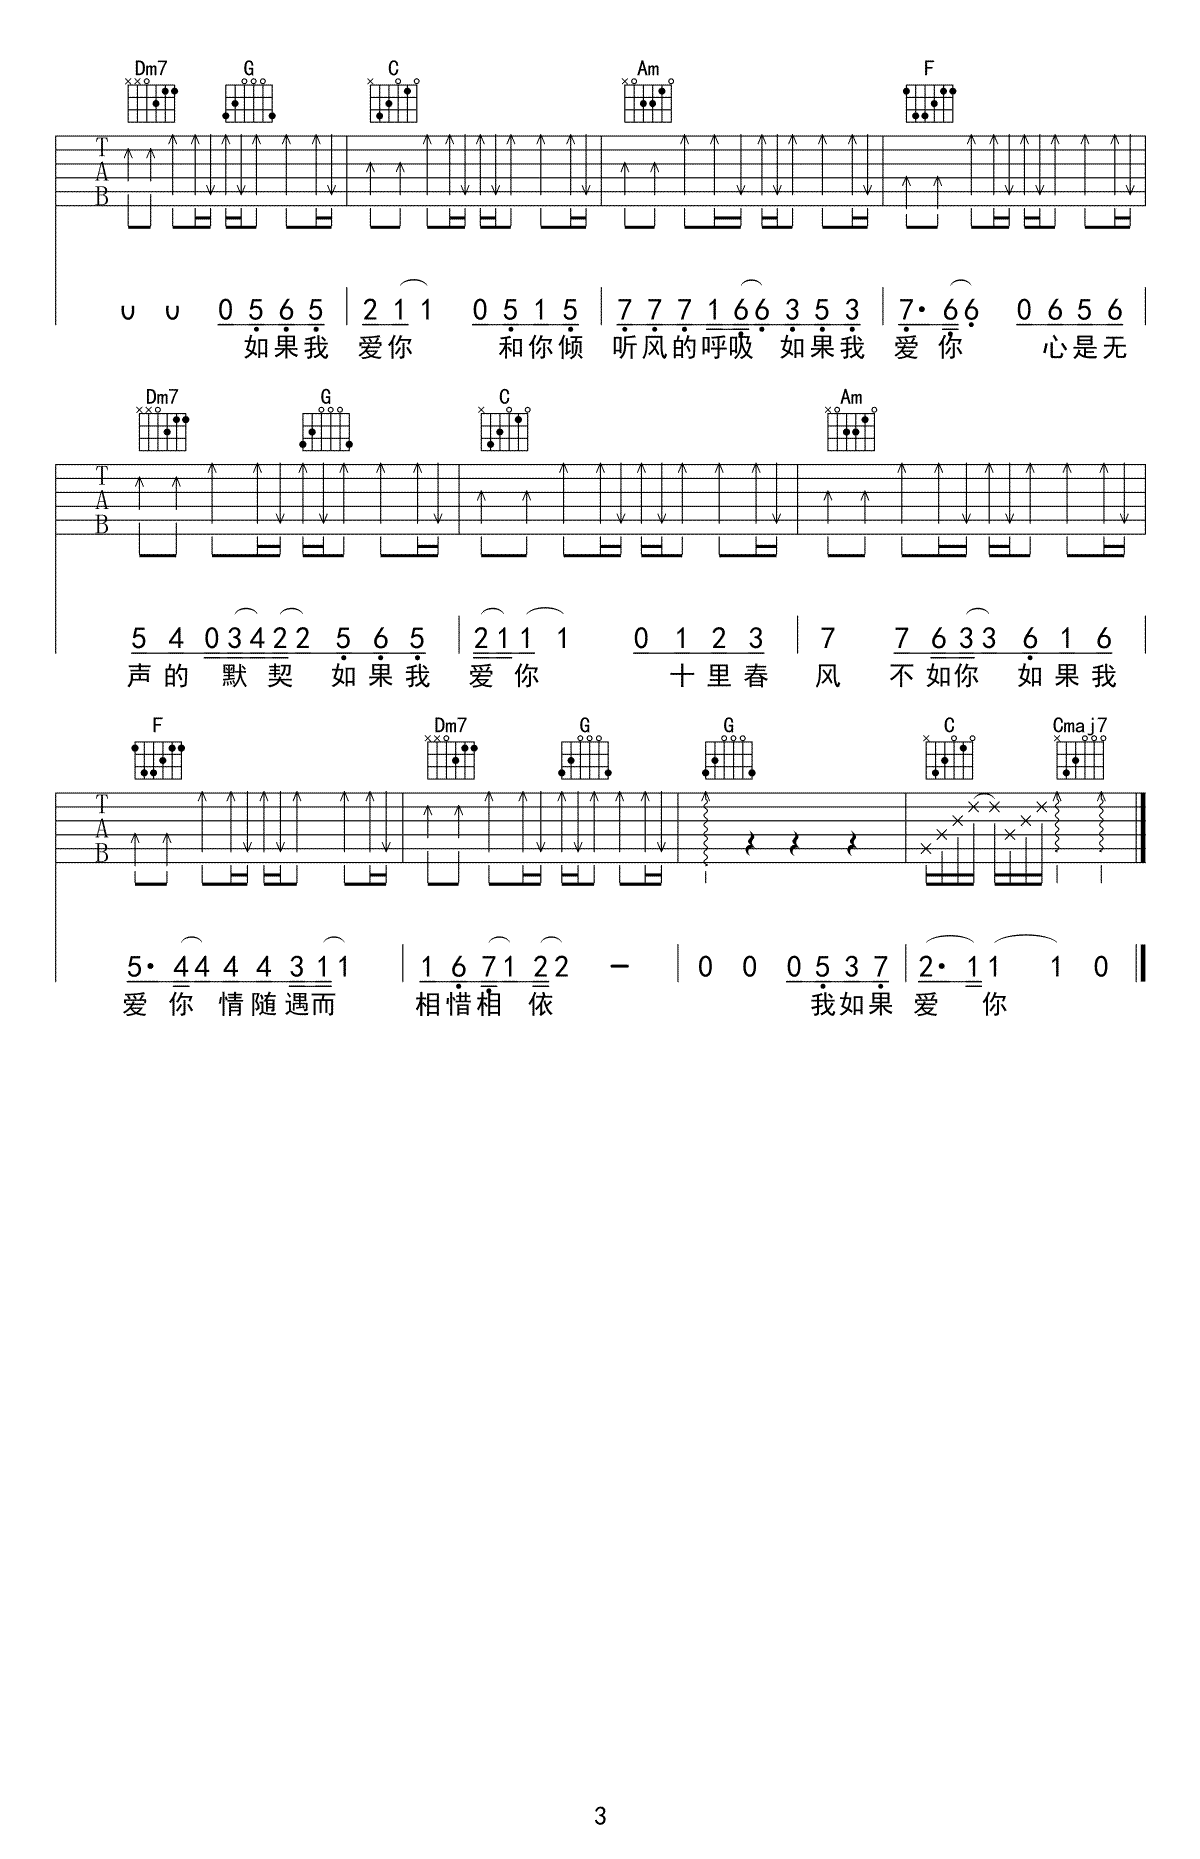 Dm7 G C Am F
T
A
B
0 0 0 5 6 5 2 1 1 0 5 1 5 7 7 7 1 6 6 3 5 3 7· 6 6 0 6 5 6
如果我 爱你 和你倾 听风的呼吸 如果我 爱 你 心是无
Dm7 G C Am
T
A
B
5 4 0 3 4 2 2 5 6 5 2 1 1 1 0 1 2 3 7 7 6 3 3 6 1 6
声的 默 契 如果我 爱 你 十里春 风 不如你 如果我
F Dm7 G G C Cmaj7
T
A
B
5· 4 4 4 4 3 1 1 1 6 7 1 2 2 – 0 0 0 5 3 7 2· 1 1 1 0
爱 你 情随遇而 相惜相 依 我如果 爱 你
3